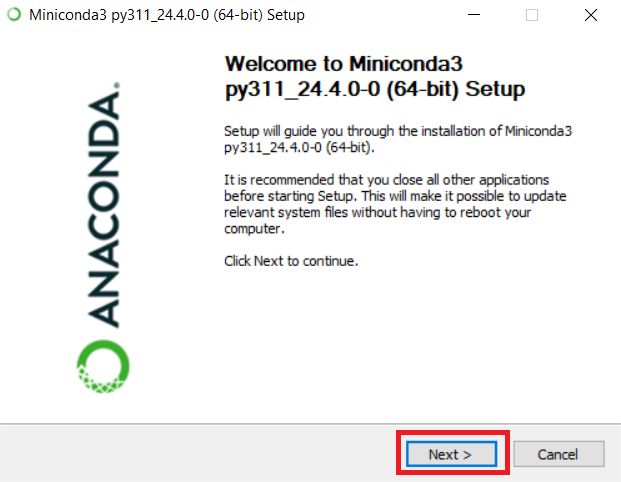 Miniconda3 py311_24.4.0-0 (64-bit) Setup
ANACONDA.
Welcome to Miniconda3
py311_24.4.0-0 (64-bit) Setup
Setup will guide you through the installation of Miniconda3
py311_24.4.0-0 (64-bit).
It is recommended that you close all other applications
before starting Setup. This will make it possible to update
relevant system files without having to reboot your
computer.
Click Next to continue.
Next >
Cancel